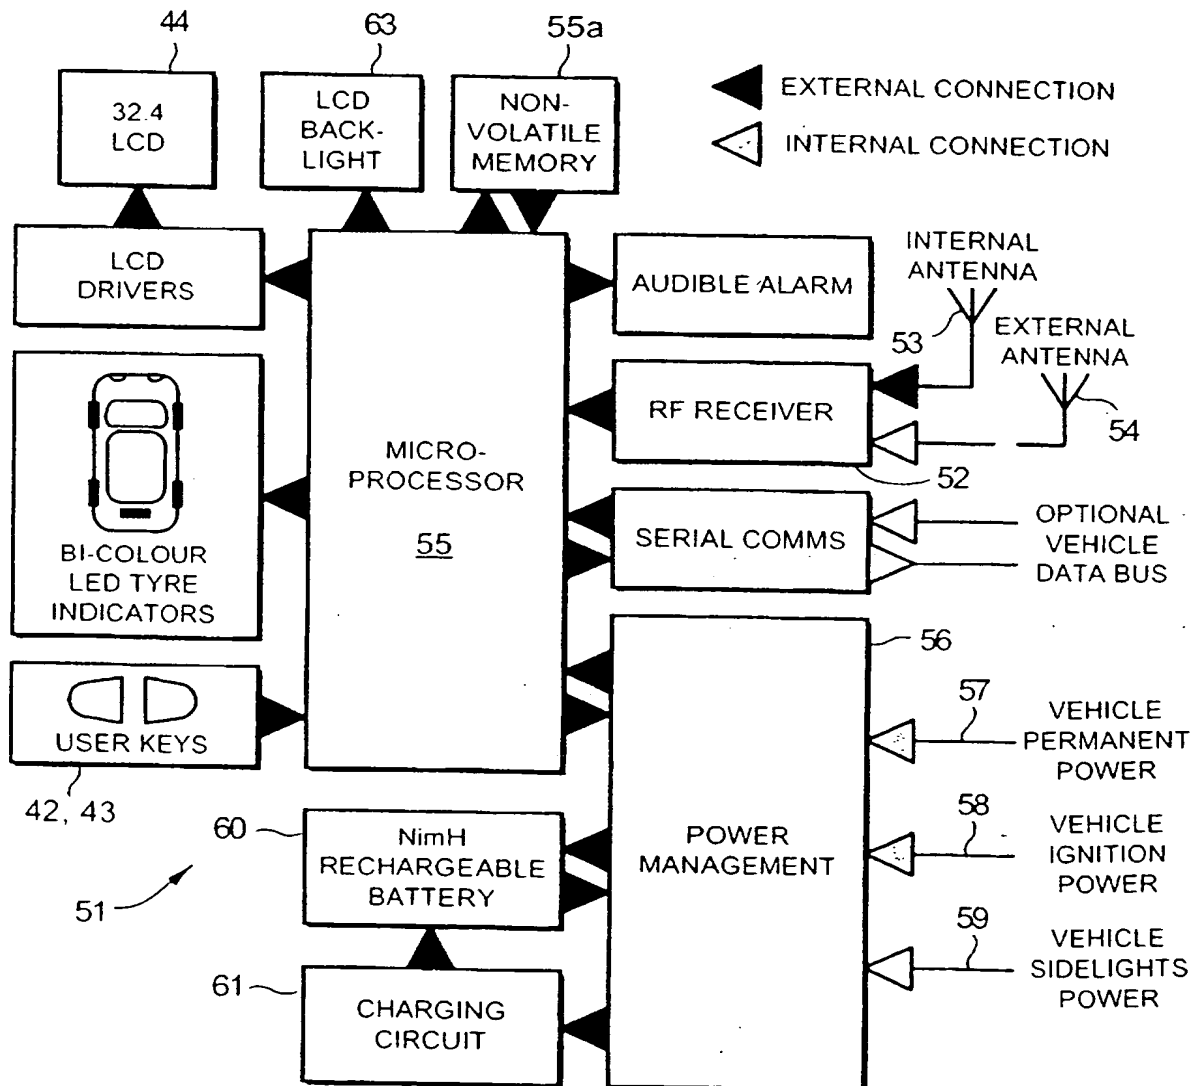 44
63
55a
32.4
LCD
LCD
BACK-
LIGHT
NON-
VOLATILE
MEMORY
EXTERNAL CONNECTION
INTERNAL CONNECTION
LCD
DRIVERS
AUDIBLE ALARM
INTERNAL
ANTENNA
53
EXTERNAL
ANTENNA
54
RF RECEIVER
52
MICRO-
PROCESSOR
55
BI-COLOUR
LED TYRE
INDICATORS
SERIAL COMMS
OPTIONAL
VEHICLE
DATA BUS
USER KEYS
42, 43
56
57
VEHICLE
PERMANENT
POWER
60
NimH
RECHARGEABLE
BATTERY
POWER
MANAGEMENT
58
VEHICLE
IGNITION
POWER
51
59
VEHICLE
SIDELIGHTS
POWER
61
CHARGING
CIRCUIT